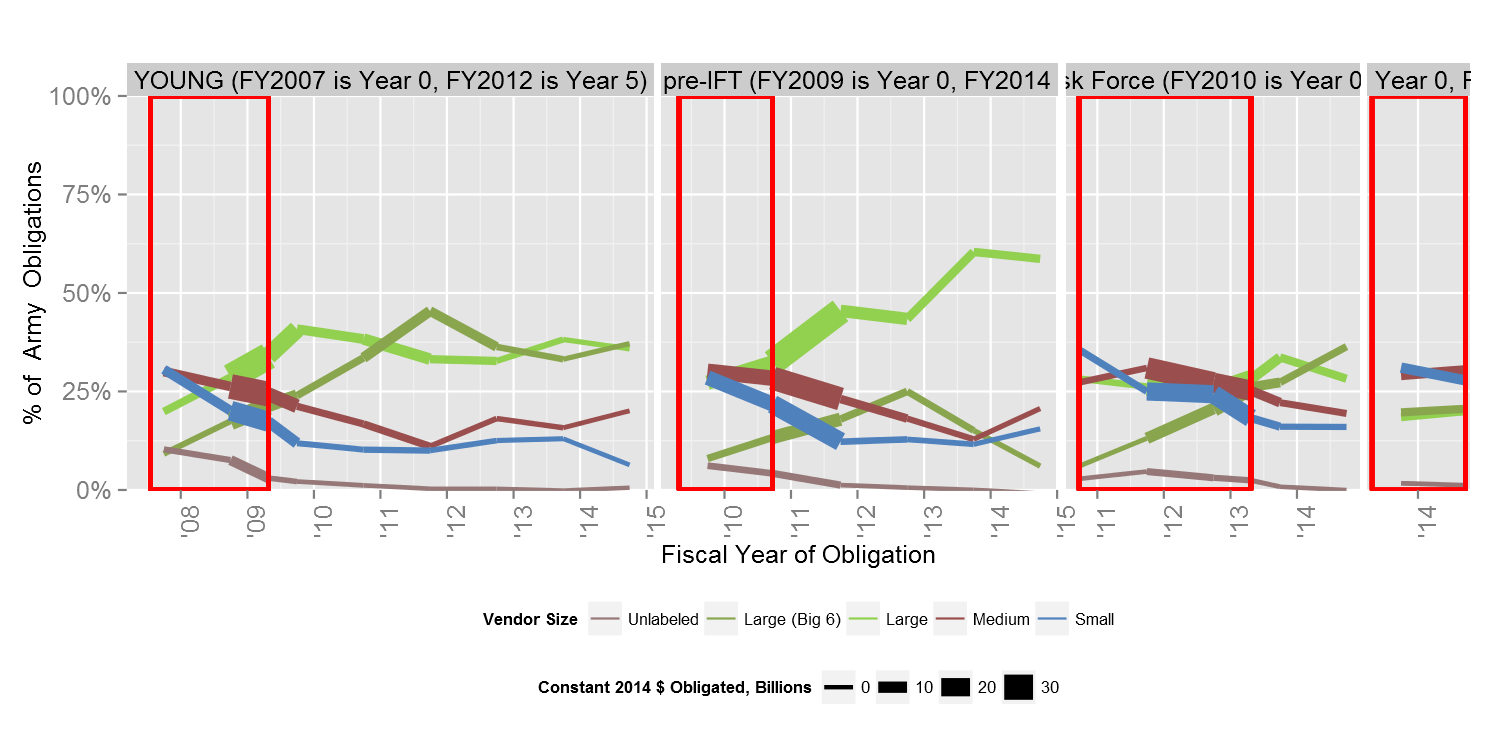 YOUNG (FY2007 is Year 0, FY2012 is Year 5)
pre-IFT (FY2009 is Year 0, FY2014
sk Force (FY2010 is Year 0
Year 0, F
100%
75%
50%
25%
0%
% of Army Obligations
'08 '09 '10 '11 '12 '13 '14 '15
'10 '11 '12 '13 '14 '15
'11 '12 '13 '14
'14
Fiscal Year of Obligation
Vendor Size Unlabeled Large (Big 6) Large Medium Small
Constant 2014 $ Obligated, Billions 0 10 20 30